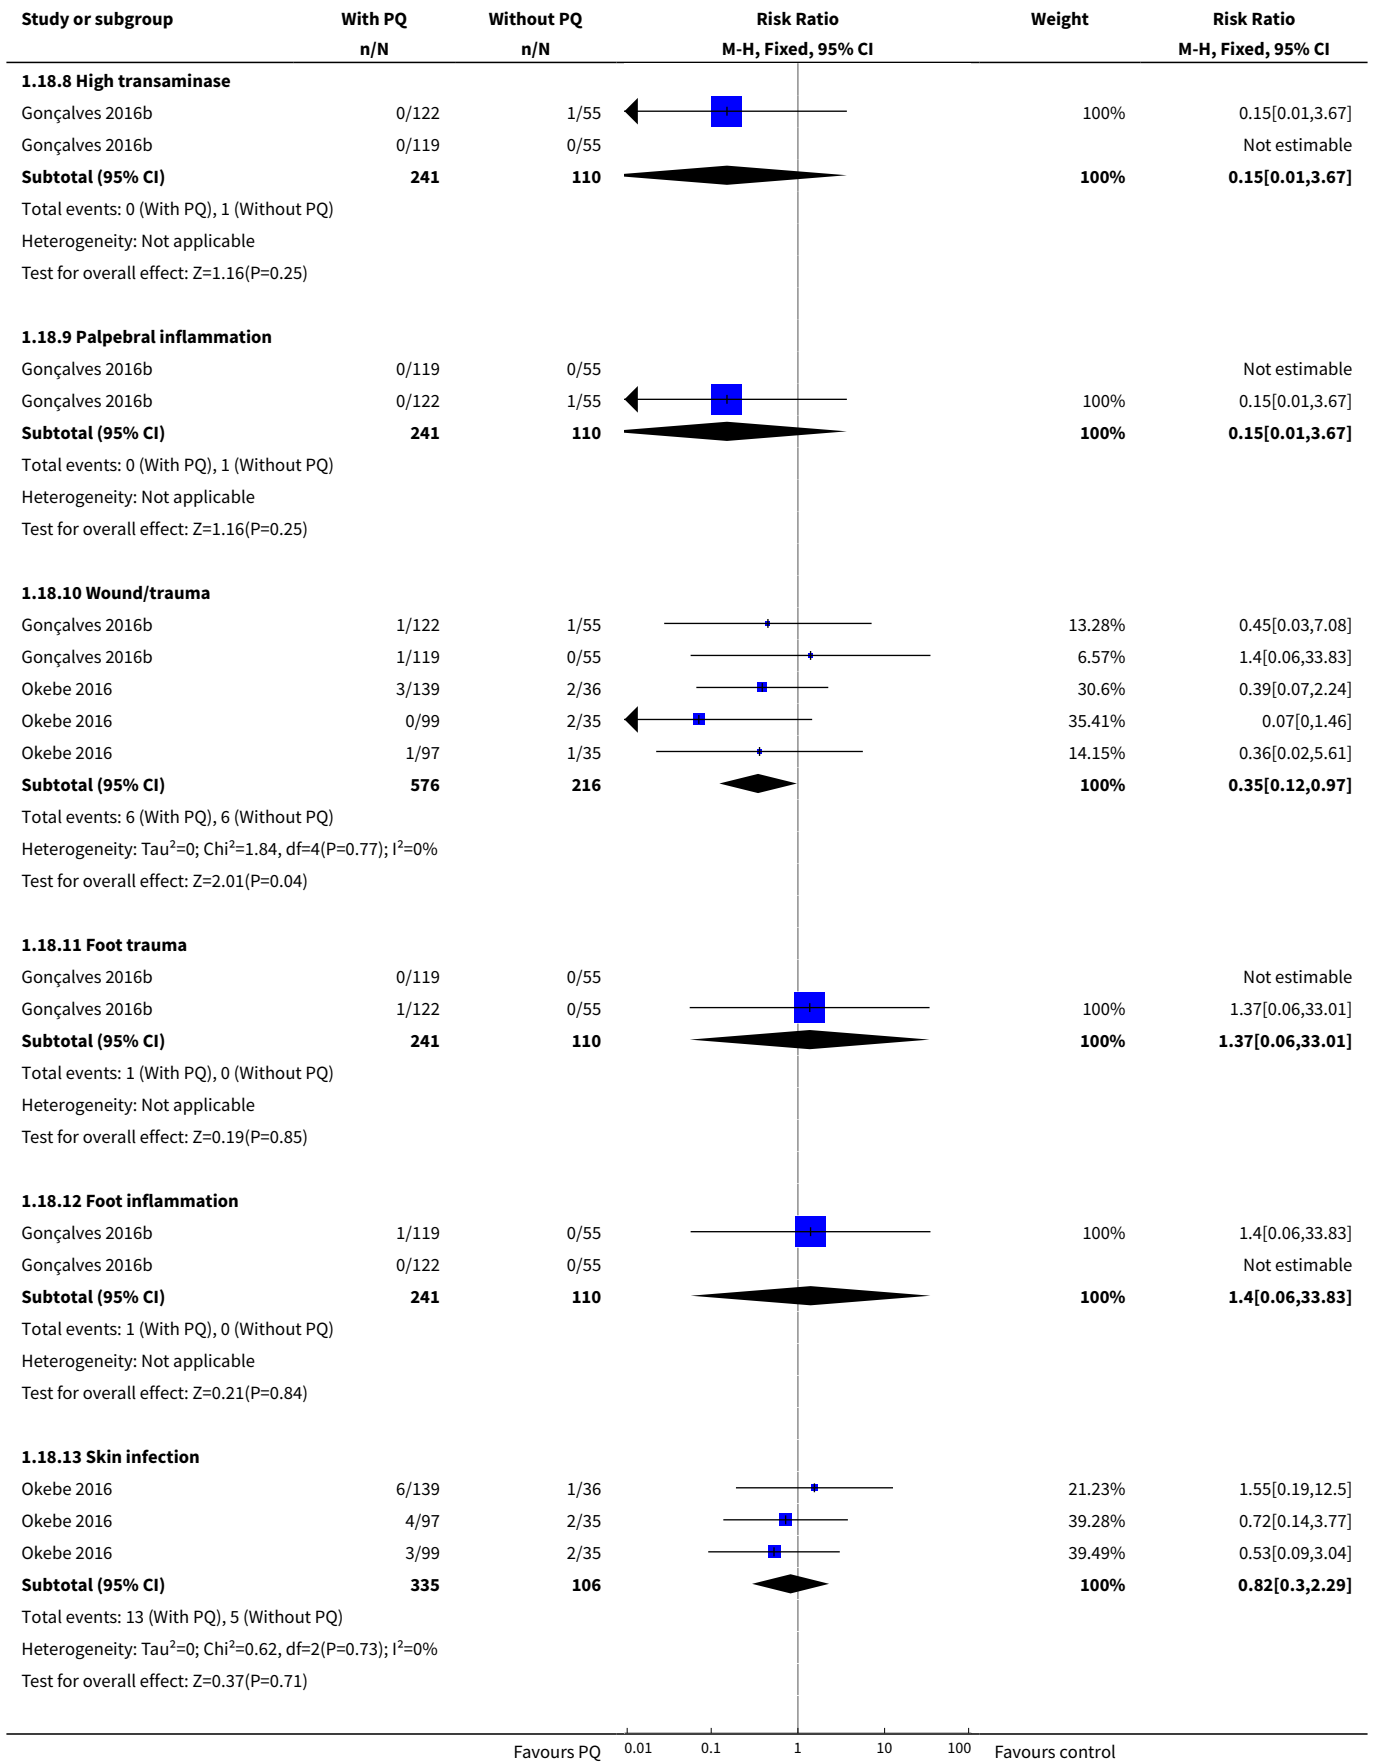 Study or subgroup With PQ Without PQ Risk Ratio Weight Risk Ratio
n/N n/N M-H, Fixed, 95% CI M-H, Fixed, 95% CI
1.18.8 High transaminase
Gonçalves 2016b 0/122 1/55 100% 0.15[0.01,3.67]
Gonçalves 2016b 0/119 0/55 Not estimable
Subtotal (95% CI) 241 110 100% 0.15[0.01,3.67]
Total events: 0 (With PQ), 1 (Without PQ)
Heterogeneity: Not applicable
Test for overall effect: Z=1.16(P=0.25)
1.18.9 Palpebral inflammation
Gonçalves 2016b 0/119 0/55 Not estimable
Gonçalves 2016b 0/122 1/55 100% 0.15[0.01,3.67]
Subtotal (95% CI) 241 110 100% 0.15[0.01,3.67]
Total events: 0 (With PQ), 1 (Without PQ)
Heterogeneity: Not applicable
Test for overall effect: Z=1.16(P=0.25)
1.18.10 Wound/trauma
Gonçalves 2016b 1/122 1/55 13.28% 0.45[0.03,7.08]
Gonçalves 2016b 1/119 0/55 6.57% 1.4[0.06,33.83]
Okebe 2016 3/139 2/36 30.6% 0.39[0.07,2.24]
Okebe 2016 0/99 2/35 35.41% 0.07[0,1.46]
Okebe 2016 1/97 1/35 14.15% 0.36[0.02,5.61]
Subtotal (95% CI) 576 216 100% 0.35[0.12,0.97]
Total events: 6 (With PQ), 6 (Without PQ)
Heterogeneity: Tau²=0; Chi²=1.84, df=4(P=0.77); I²=0%
Test for overall effect: Z=2.01(P=0.04)
1.18.11 Foot trauma
Gonçalves 2016b 0/119 0/55 Not estimable
Gonçalves 2016b 1/122 0/55 100% 1.37[0.06,33.01]
Subtotal (95% CI) 241 110 100% 1.37[0.06,33.01]
Total events: 1 (With PQ), 0 (Without PQ)
Heterogeneity: Not applicable
Test for overall effect: Z=0.19(P=0.85)
1.18.12 Foot inflammation
Gonçalves 2016b 1/119 0/55 100% 1.4[0.06,33.83]
Gonçalves 2016b 0/122 0/55 Not estimable
Subtotal (95% CI) 241 110 100% 1.4[0.06,33.83]
Total events: 1 (With PQ), 0 (Without PQ)
Heterogeneity: Not applicable
Test for overall effect: Z=0.21(P=0.84)
1.18.13 Skin infection
Okebe 2016 6/139 1/36 21.23% 1.55[0.19,12.5]
Okebe 2016 4/97 2/35 39.28% 0.72[0.14,3.77]
Okebe 2016 3/99 2/35 39.49% 0.53[0.09,3.04]
Subtotal (95% CI) 335 106 100% 0.82[0.3,2.29]
Total events: 13 (With PQ), 5 (Without PQ)
Heterogeneity: Tau²=0; Chi²=0.62, df=2(P=0.73); I²=0%
Test for overall effect: Z=0.37(P=0.71)
Favours PQ 0.01 0.1 1 10 100 Favours control